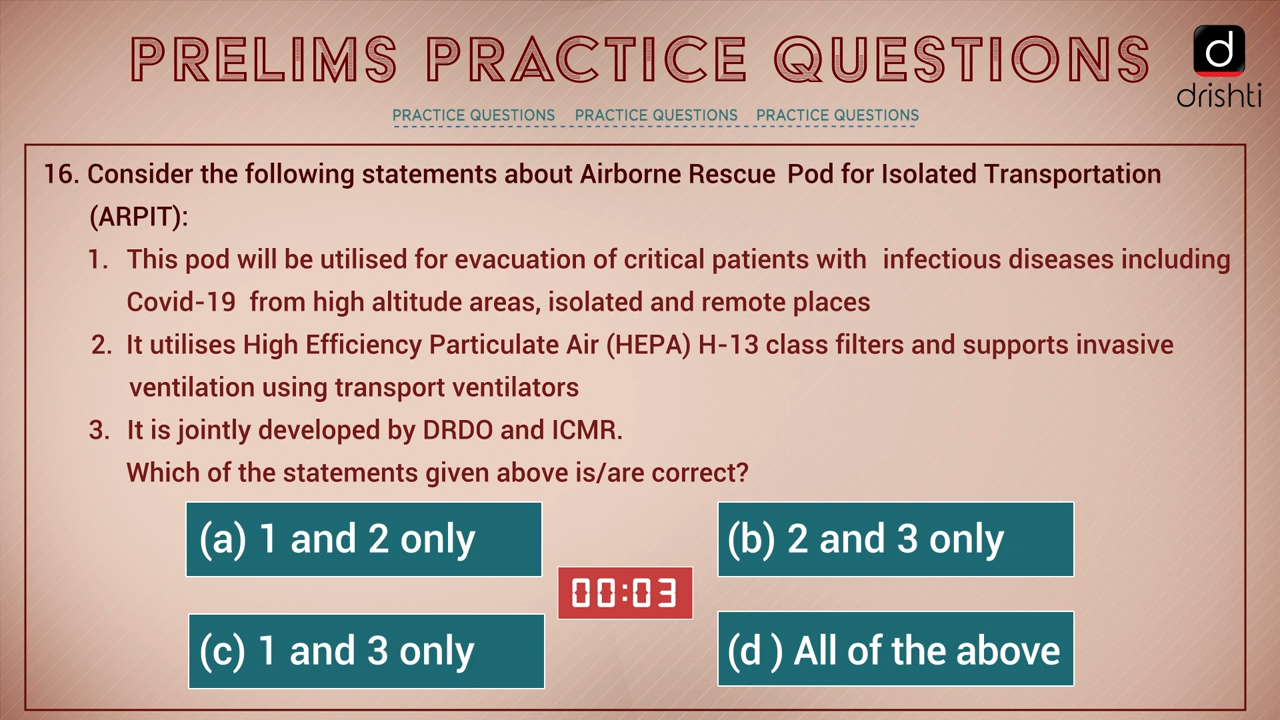 PRELIMS PRACTICE QUESTIONS
d
drishti
PRACTICE QUESTIONS PRACTICE QUESTIONS PRACTICE QUESTIONS
16. Consider the following statements about Airborne Rescue Pod for Isolated Transportation
(ARPIT):
1. This pod will be utilised for evacuation of critical patients with infectious diseases including
Covid-19 from high altitude areas, isolated and remote places
2. It utilises High Efficiency Particulate Air (HEPA) H-13 class filters and supports invasive
ventilation using transport ventilators
3. It is jointly developed by DRDO and ICMR.
Which of the statements given above is/are correct?
(a) 1 and 2 only
(b) 2 and 3 only
00:03
(c) 1 and 3 only
(d ) All of the above